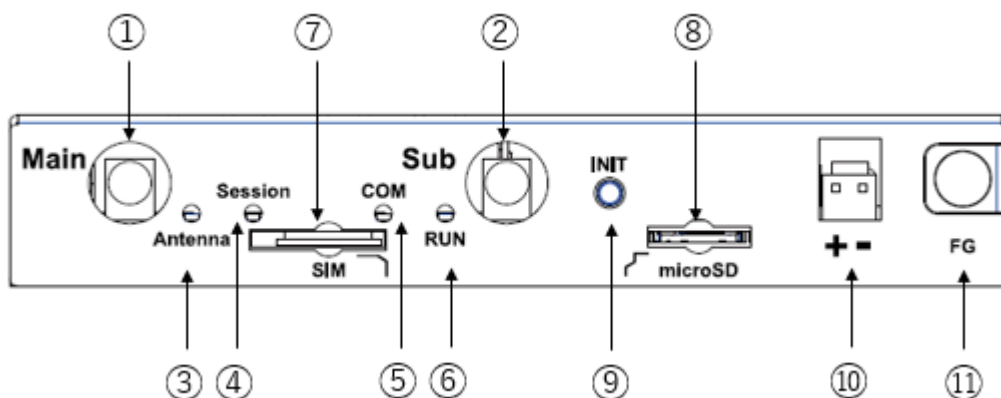 ① ⑦ ② ⑧
Main Sub INIT
Session COM
Antenna RUN
SIM microSD + - FG
③ ④ ⑤ ⑥ ⑨ ⑩ ⑪